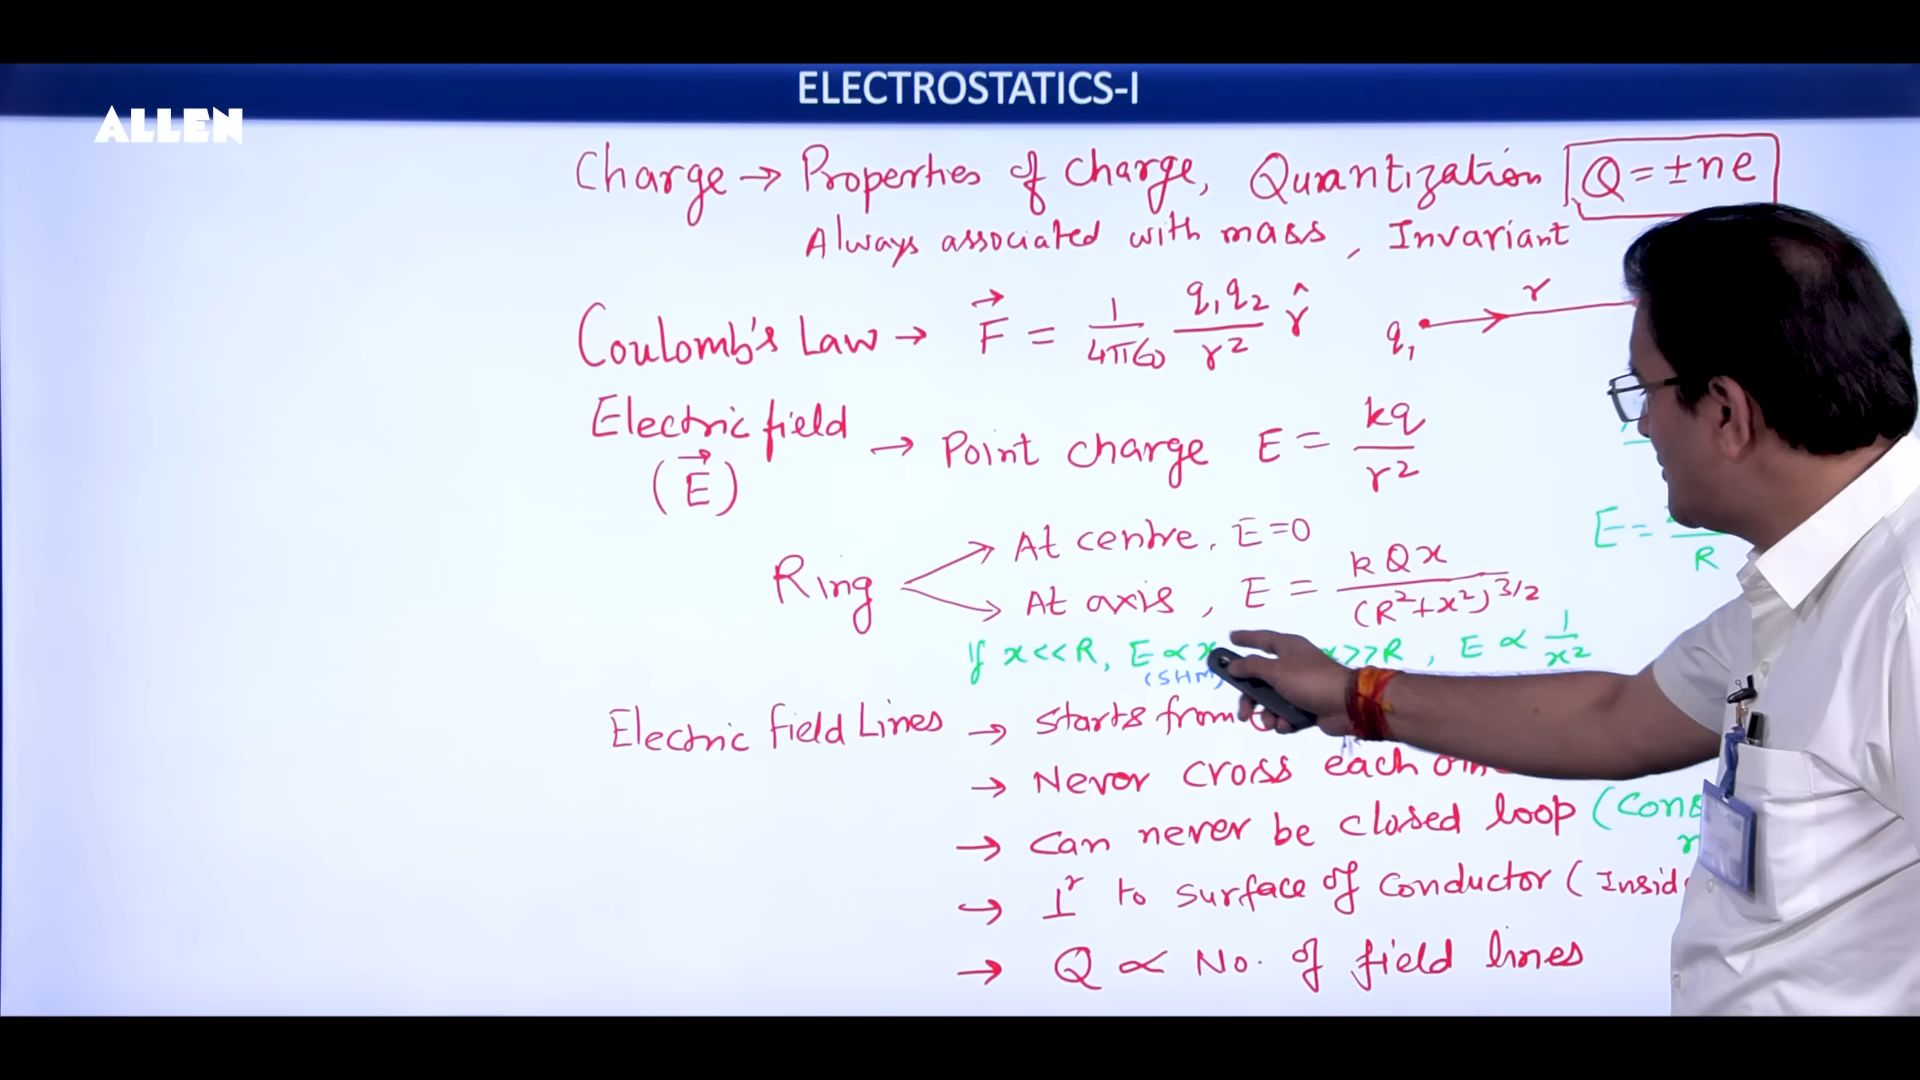 ELECTROSTATICS-I
ALLEN
Charge → Properties of charge, Quantization Q = ±ne
Always associated with mass, Invariant
Coulomb's Law → F⃗ = 1/4πε0 q1q2/r² r̂ q1 r
Electric field (E⃗) → Point charge E = kq/r²
Ring → At centre, E=0
E = R
→ At axis, E = kQx/(R²+x²)^3/2
If x<<R, E ∝ x x>>R, E ∝ 1/x²
(SHM)
Electric field Lines → starts from
→ Never cross each
→ can never be closed loop (
→ ⊥r to surface of conductor (
→ Q ∝ No. of field lines